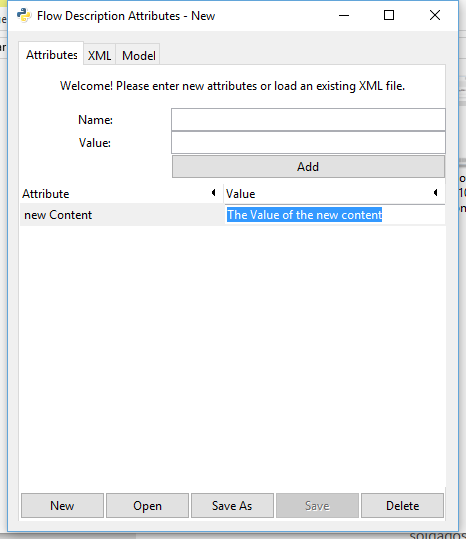 Flow Description Attributes - New
Attributes XML Model
Welcome! Please enter new attributes or load an existing XML file.
Name:
Value:
Add
Attribute Value
new Content The Value of the new content
New Open Save As Save Delete
soldados